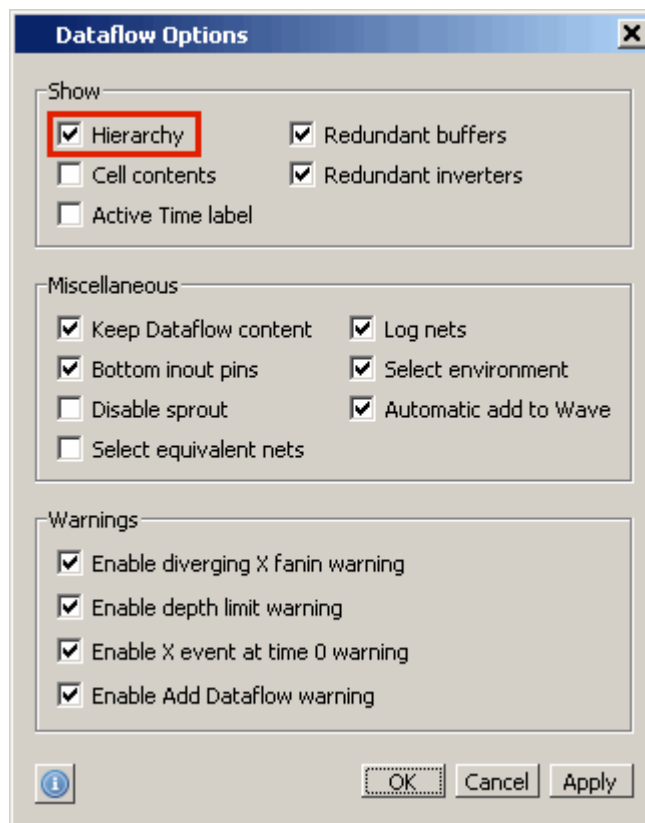 Dataflow Options
Show
Hierarchy
Redundant buffers
Cell contents
Redundant inverters
Active Time label
Miscellaneous
Keep Dataflow content
Log nets
Bottom inout pins
Select environment
Disable sprout
Automatic add to Wave
Select equivalent nets
Warnings
Enable diverging X fanin warning
Enable depth limit warning
Enable X event at time 0 warning
Enable Add Dataflow warning
OK Cancel Apply